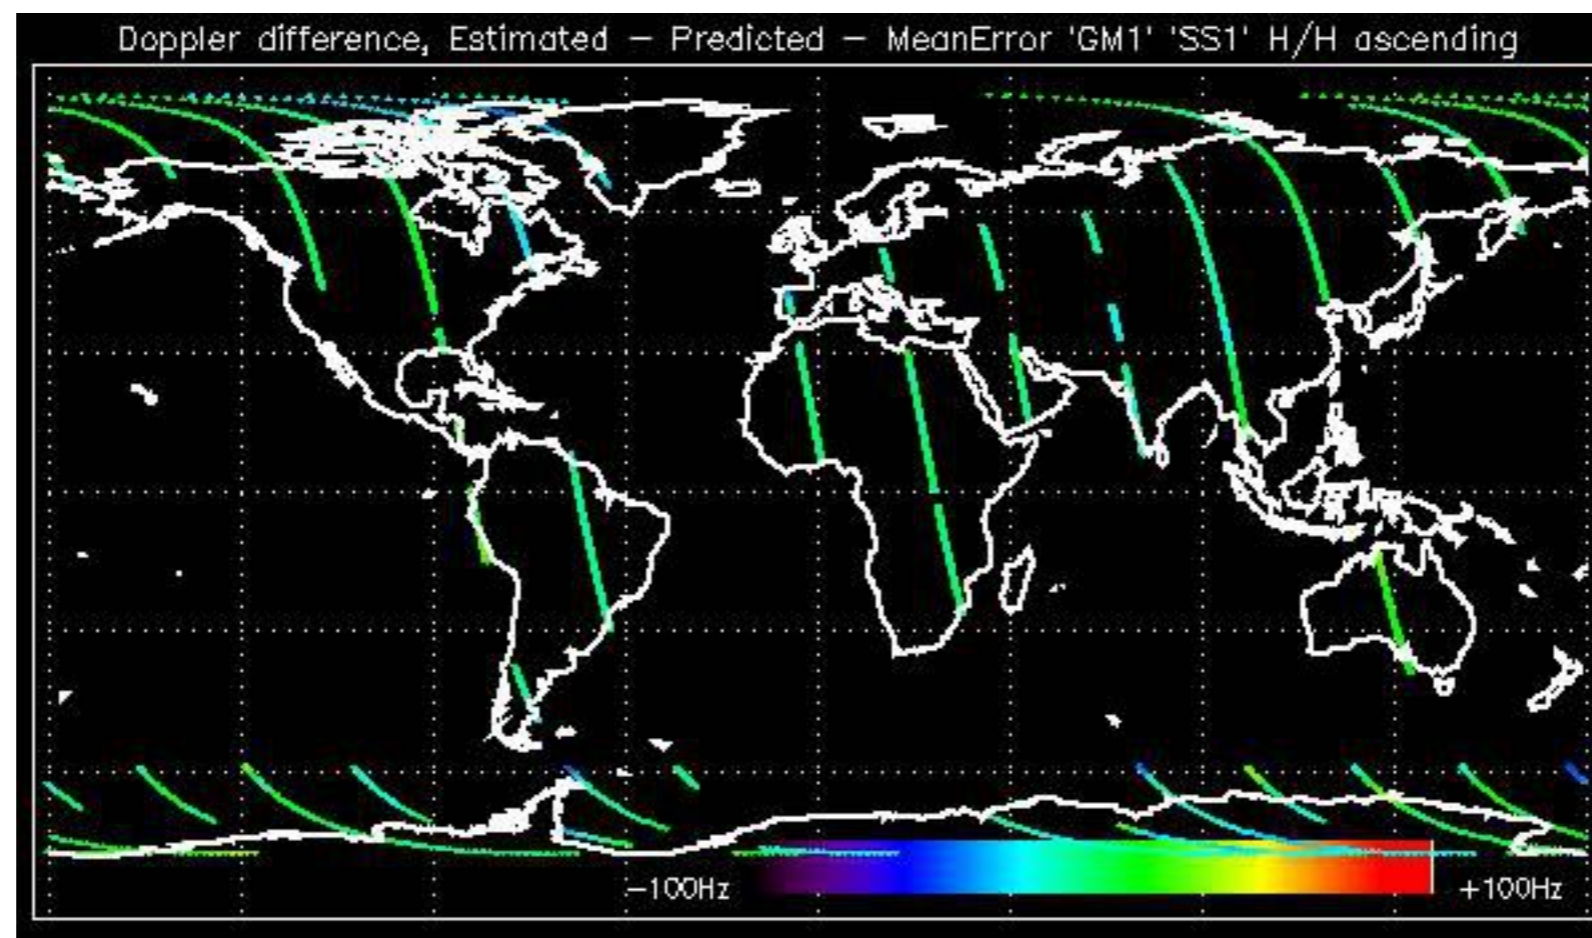 Doppler difference, Estimated – Predicted – MeanError 'GM1' 'SS1' H/H ascending
–100Hz
+100Hz